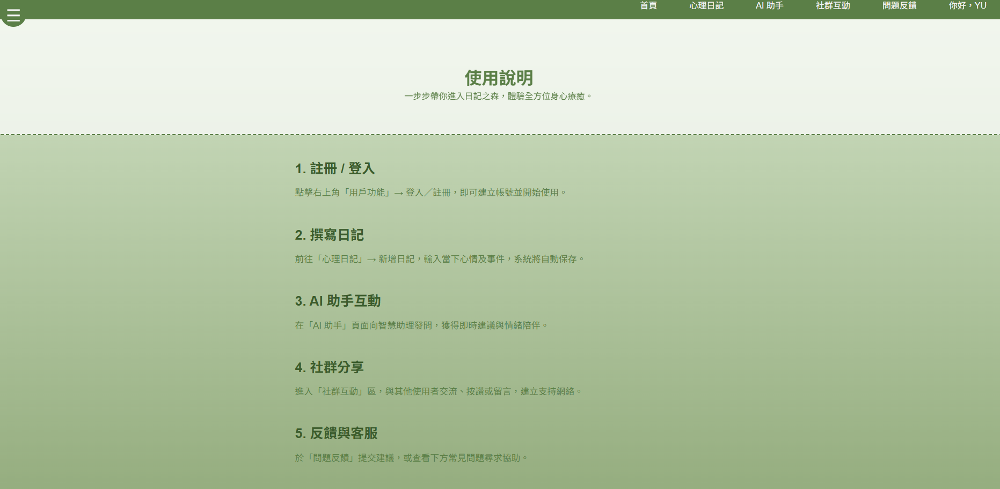 首頁 心理日記 AI 助手 社群互動 問題反饋 你好，YU
使用說明
一步步帶你進入日記之森，體驗全方位身心療癒。
1. 註冊 / 登入
點擊右上角「用戶功能」→ 登入／註冊，即可建立帳號並開始使用。
2. 撰寫日記
前往「心理日記」→ 新增日記，輸入當下心情及事件，系統將自動保存。
3. AI 助手互動
在「AI 助手」頁面向智慧助理發問，獲得即時建議與情緒陪伴。
4. 社群分享
進入「社群互動」區，與其他使用者交流、按讚或留言，建立支持網絡。
5. 反饋與客服
於「問題反饋」提交建議，或查看下方常見問題尋求協助。